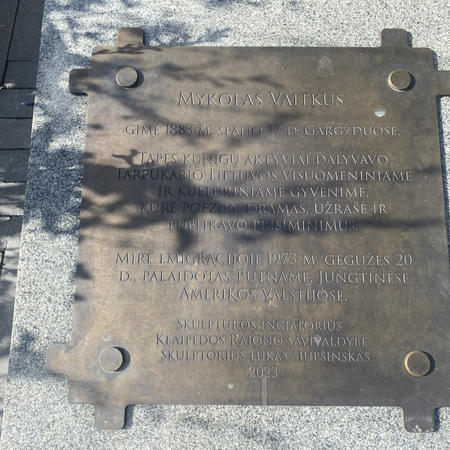 Mykolas Vaitkus
gimė 1883 m. spalio 27 d. Gargžduose.
Tapęs kunigu aktyviai dalyvavo
tarpukario Lietuvos visuomeniniame
ir kultūriniame gyvenime,
kūrė poeziją, dramas, užrašė ir
publikavo prisiminimus.
Mirė emigracijoje 1973 m. gegužės 20
d., palaidotas Putname, Jungtinėse
Amerikos Valstijose.
Skulptūros iniciatorius
Klaipėdos rajono savivaldybė
Skulptorius Lukas Šiupšinskas
2023